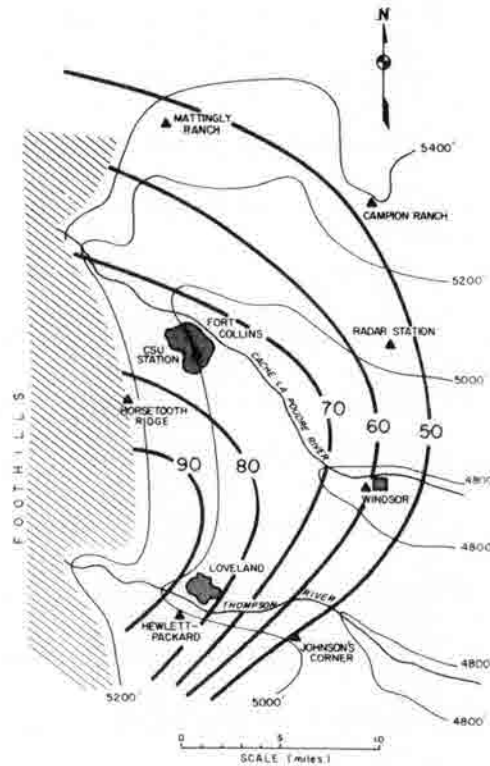 N
MATTINGLY
RANCH
5400'
CAMPION RANCH
5200'
FORT
COLLINS
RADAR STATION
CSU
STATION
5000'
CACHE LA POUDRE RIVER
HORSETOOTH
RIDGE
70
60
50
FOOTHILLS
90
80
4800
WINDSOR
4800'
LOVELAND
THOMPSON RIVER
HEWLETT-
PACKARD
JOHNSON'S
CORNER
4800'
5200'
5000'
4800'
0 5 10
SCALE (miles)